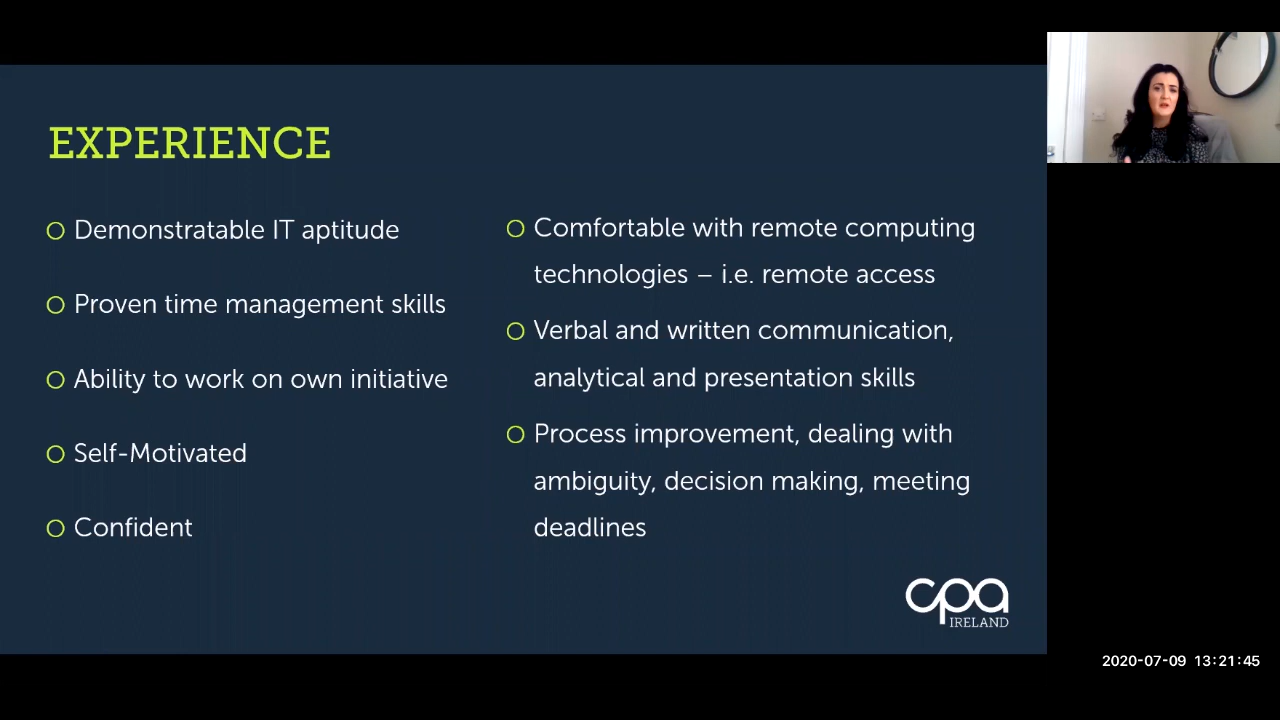 EXPERIENCE
Demonstratable IT aptitude
Proven time management skills
Ability to work on own initiative
Self-Motivated
Confident
Comfortable with remote computing
technologies – i.e. remote access
Verbal and written communication,
analytical and presentation skills
Process improvement, dealing with
ambiguity, decision making, meeting
deadlines
cpa
IRELAND
2020-07-09 13:21:45